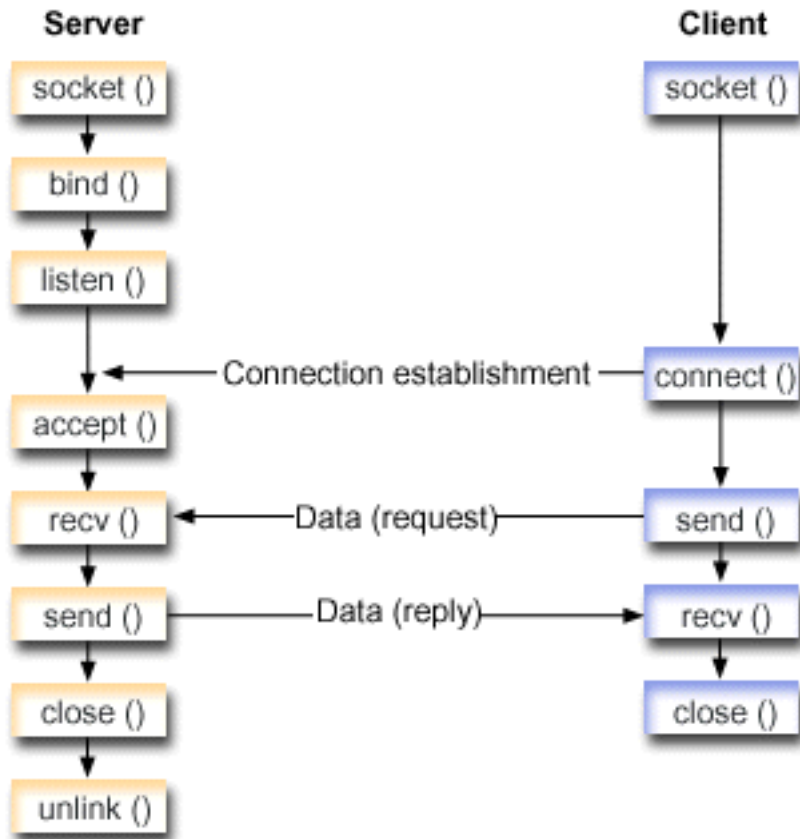 Server
Client
socket ()
socket ()
bind ()
listen ()
Connection establishment
connect ()
accept ()
recv ()
Data (request)
send ()
send ()
Data (reply)
recv ()
close ()
close ()
unlink ()